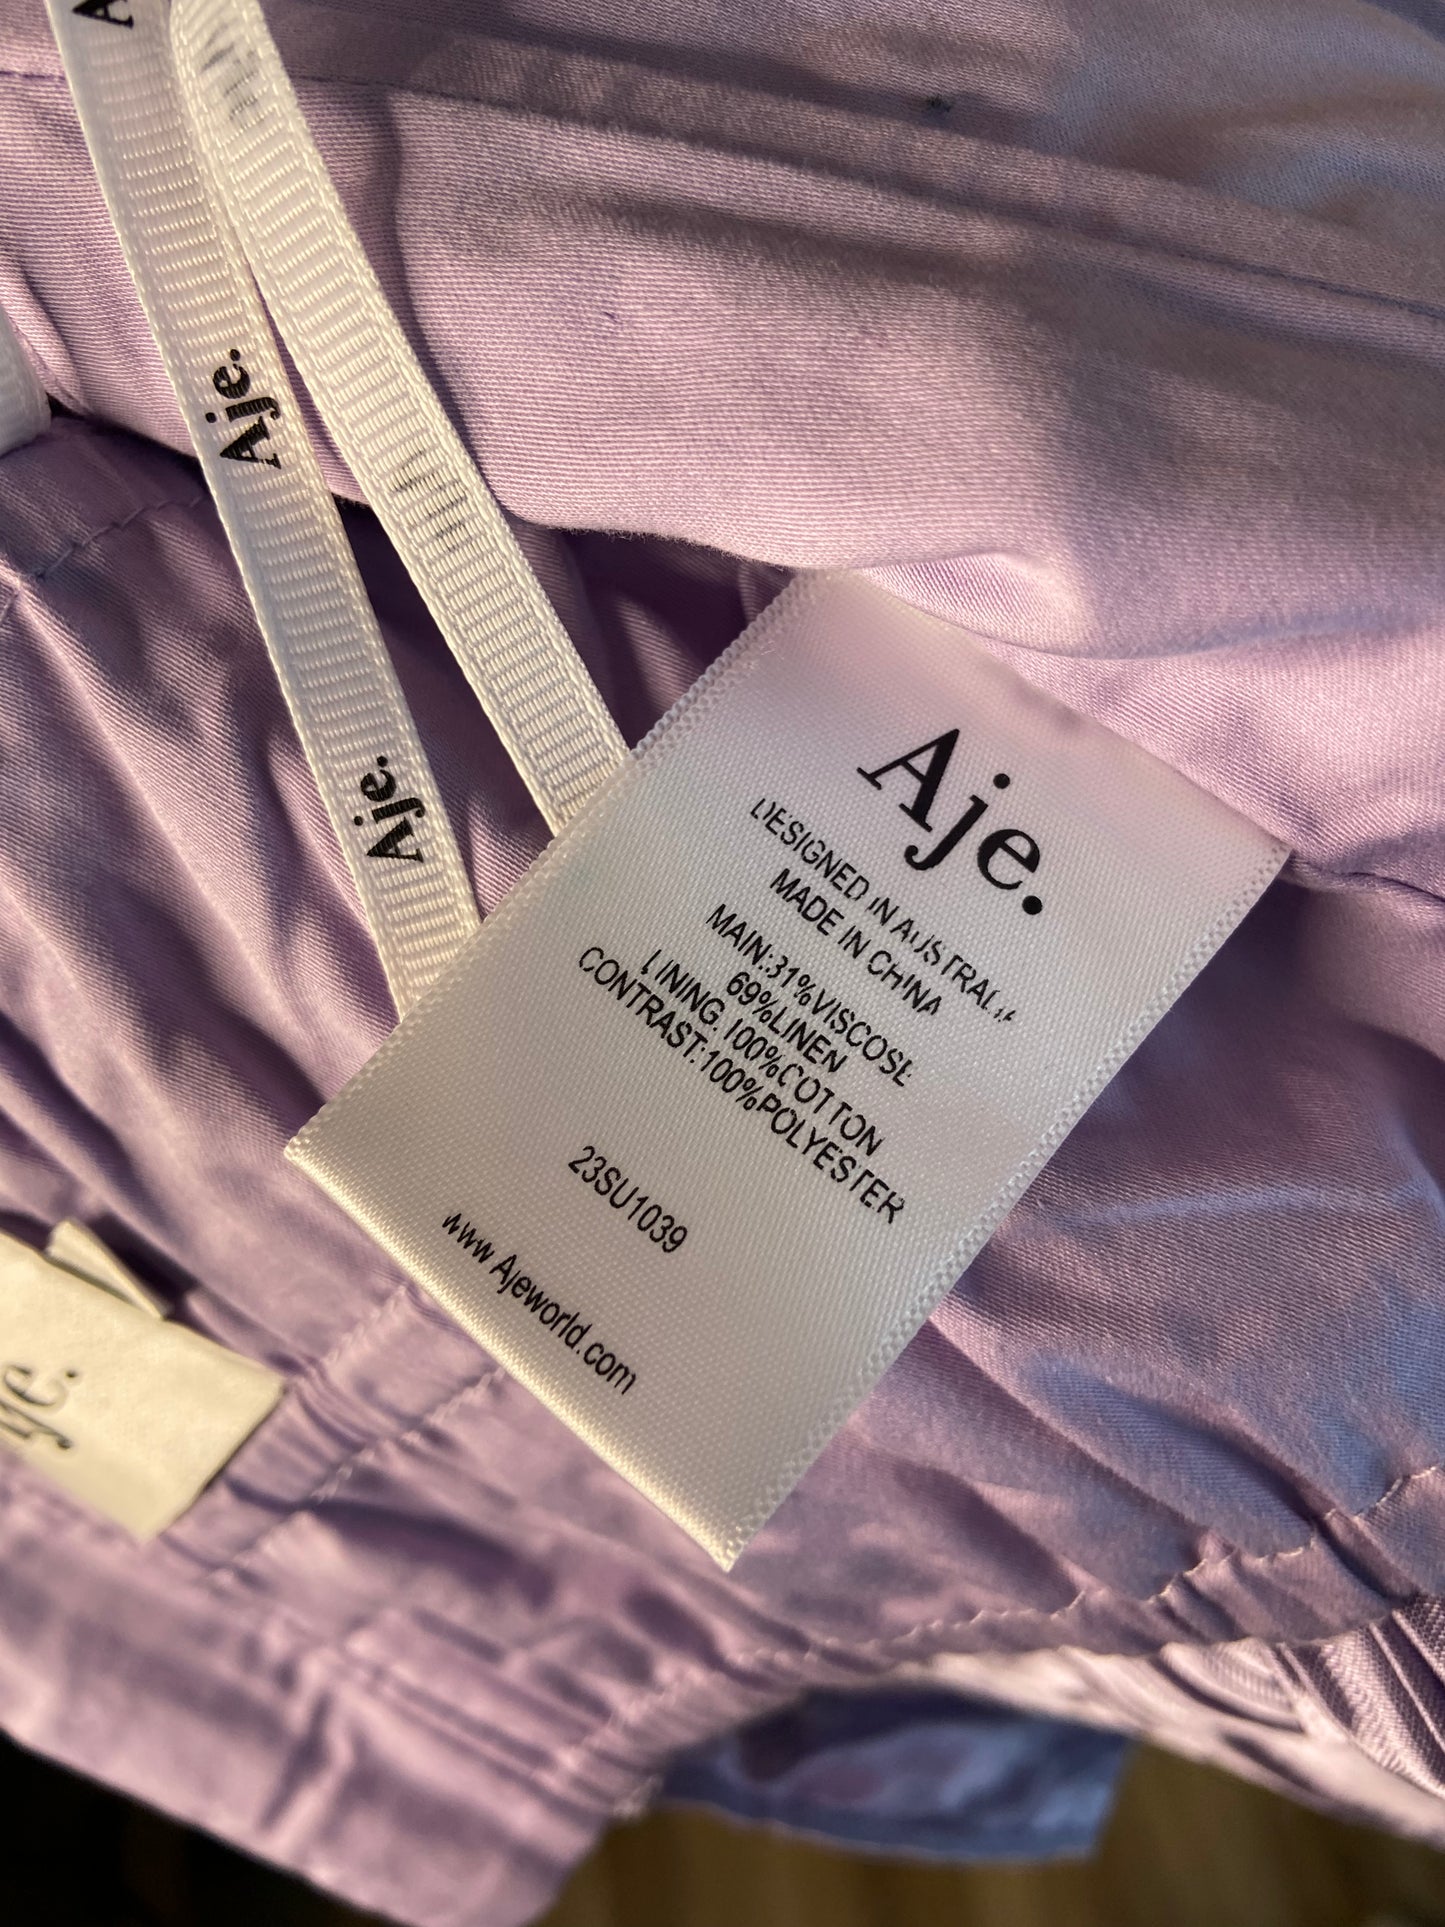 Aje.
Aje.
Aje.
DESIGNED IN AUSTRALIA
MADE IN CHINA
MAIN:31%VISCOSE
69%LINEN
LINING:100%COTTON
CONTRAST:100%POLYESTER
23SU1039
www.Ajeworld.com